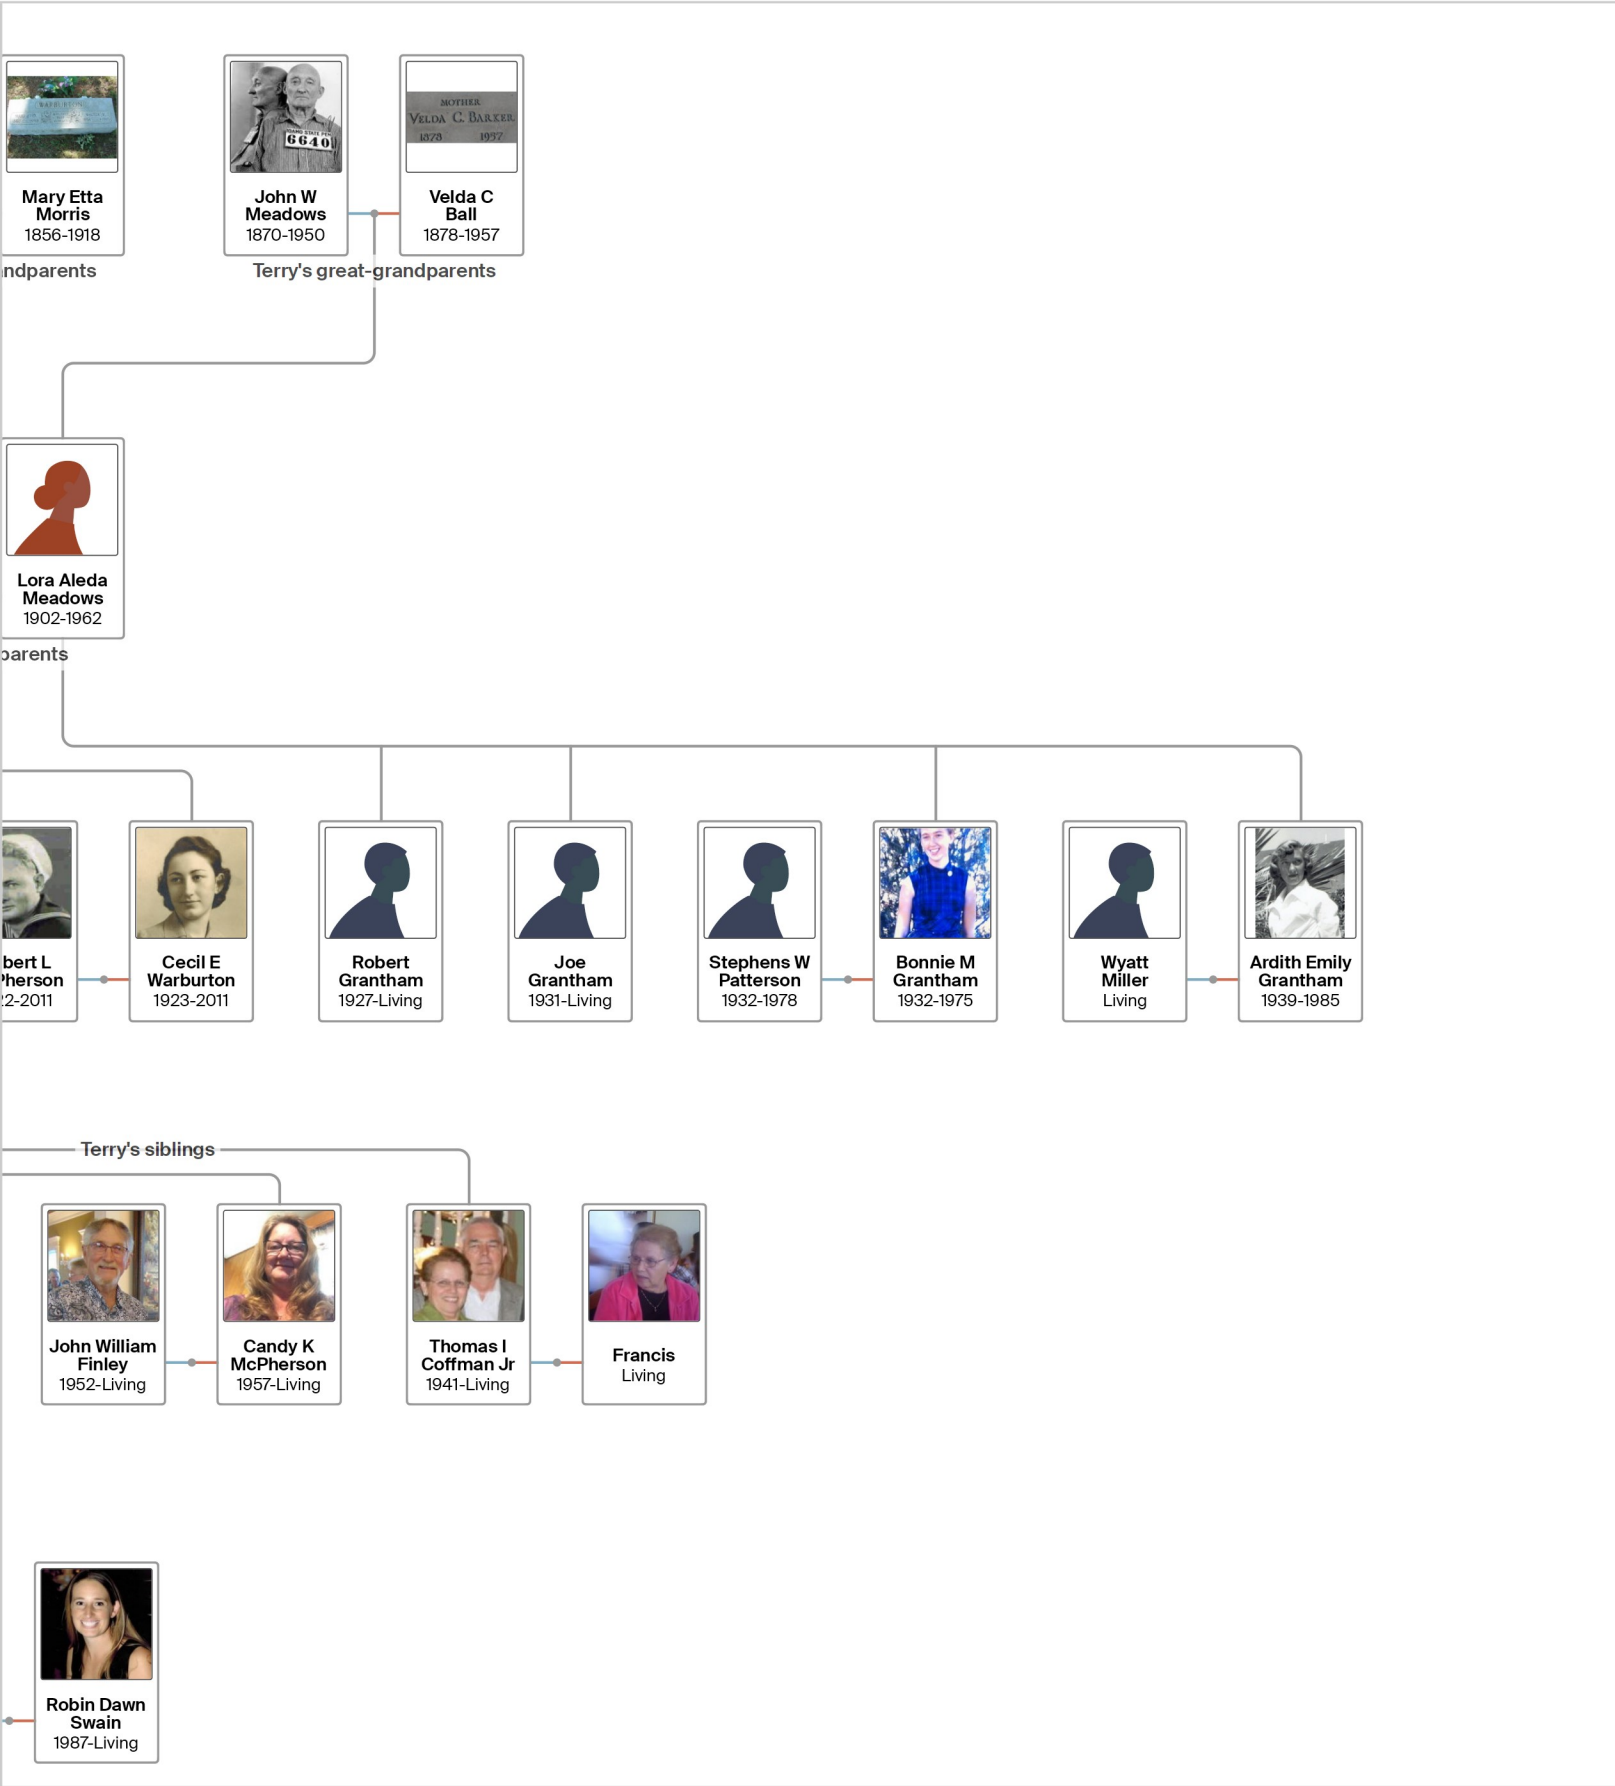 MOTHER
VELDA C. BARKER
1878 1957
6640
Mary Etta
Morris
1856-1918
John W
Meadows
1870-1950
Velda C
Ball
1878-1957
ndparents
Terry's great-grandparents
Lora Aleda
Meadows
1902-1962
parents
bert L
Pherson
22-2011
Cecil E
Warburton
1923-2011
Robert
Grantham
1927-Living
Joe
Grantham
1931-Living
Stephens W
Patterson
1932-1978
Bonnie M
Grantham
1932-1975
Wyatt
Miller
Living
Ardith Emily
Grantham
1939-1985
Terry's siblings
John William
Finley
1952-Living
Candy K
McPherson
1957-Living
Thomas I
Coffman Jr
1941-Living
Francis
Living
Robin Dawn
Swain
1987-Living